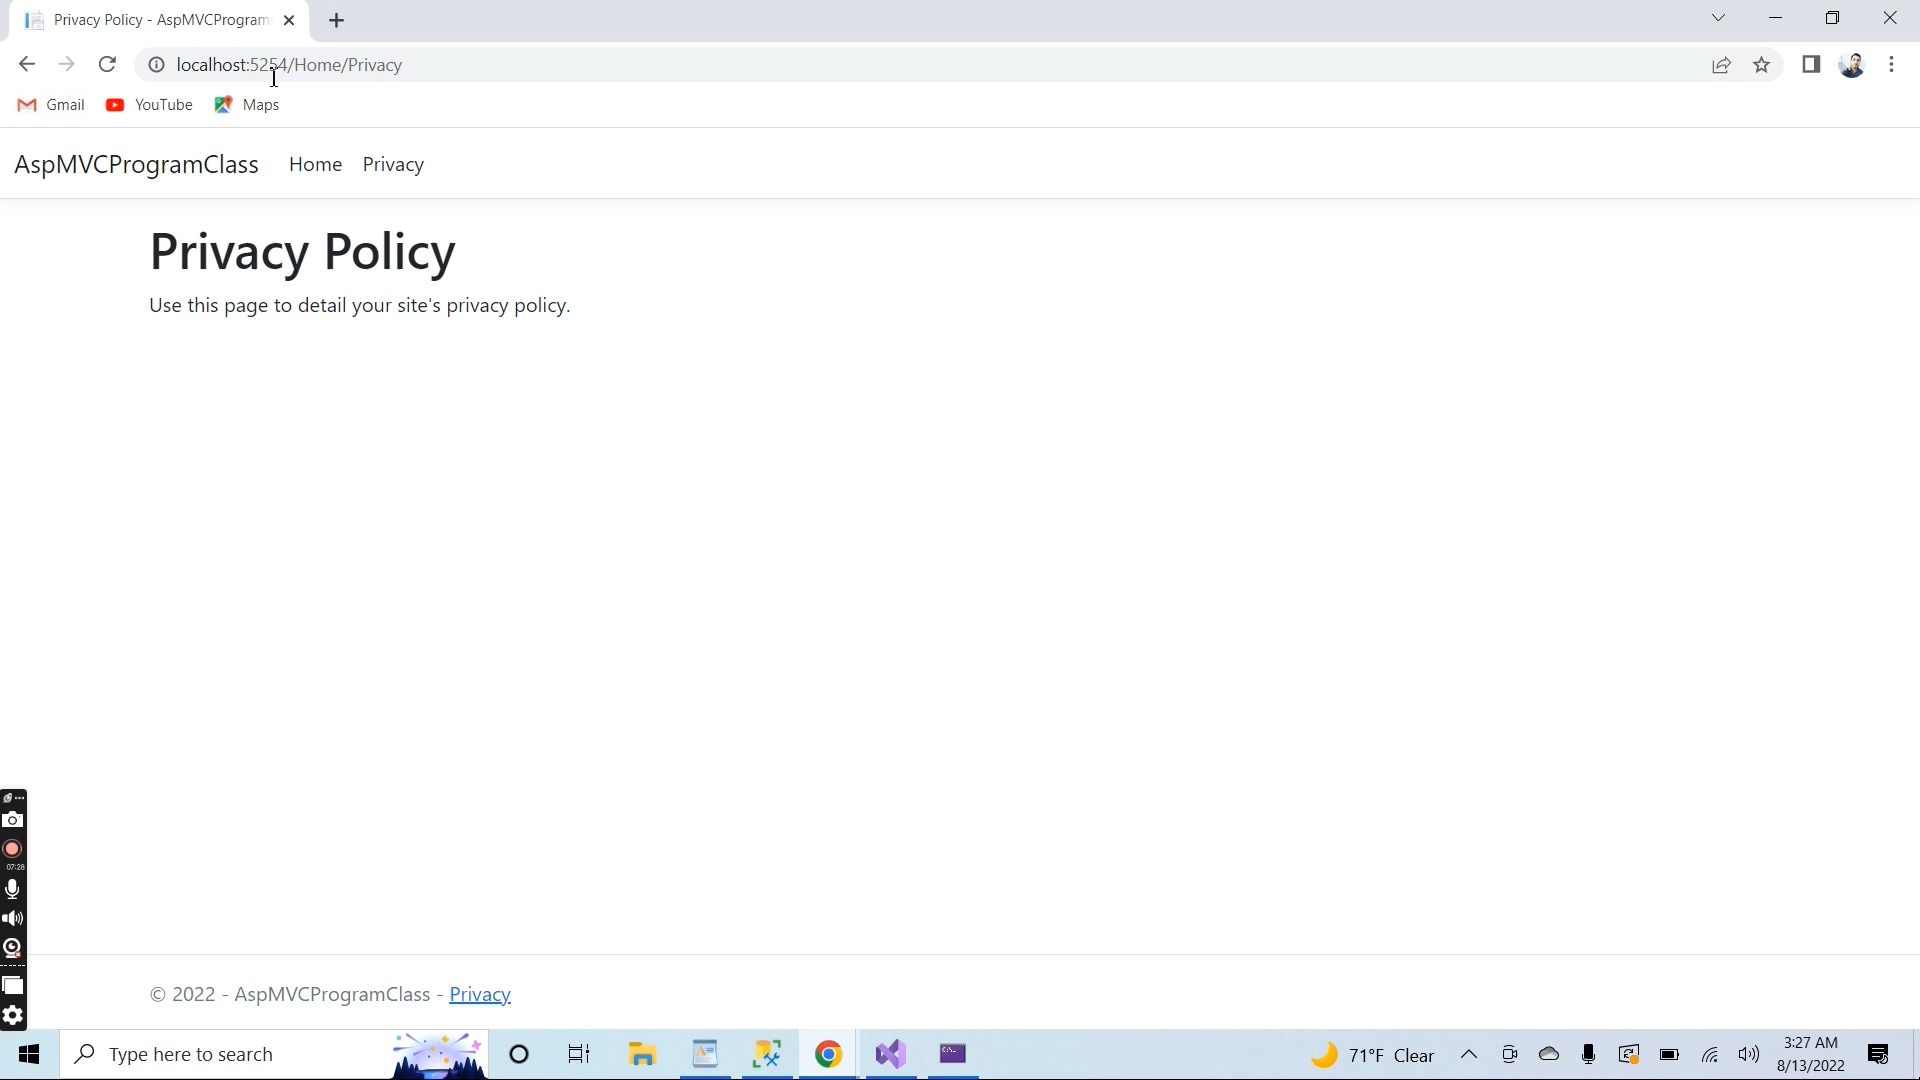 Privacy Policy - AspMVCProgram
localhost:5254/Home/Privacy
Gmail YouTube Maps
AspMVCProgramClass Home Privacy
Privacy Policy
Use this page to detail your site's privacy policy.
07:28
© 2022 - AspMVCProgramClass - Privacy
Type here to search
71°F Clear
3:27 AM
8/13/2022